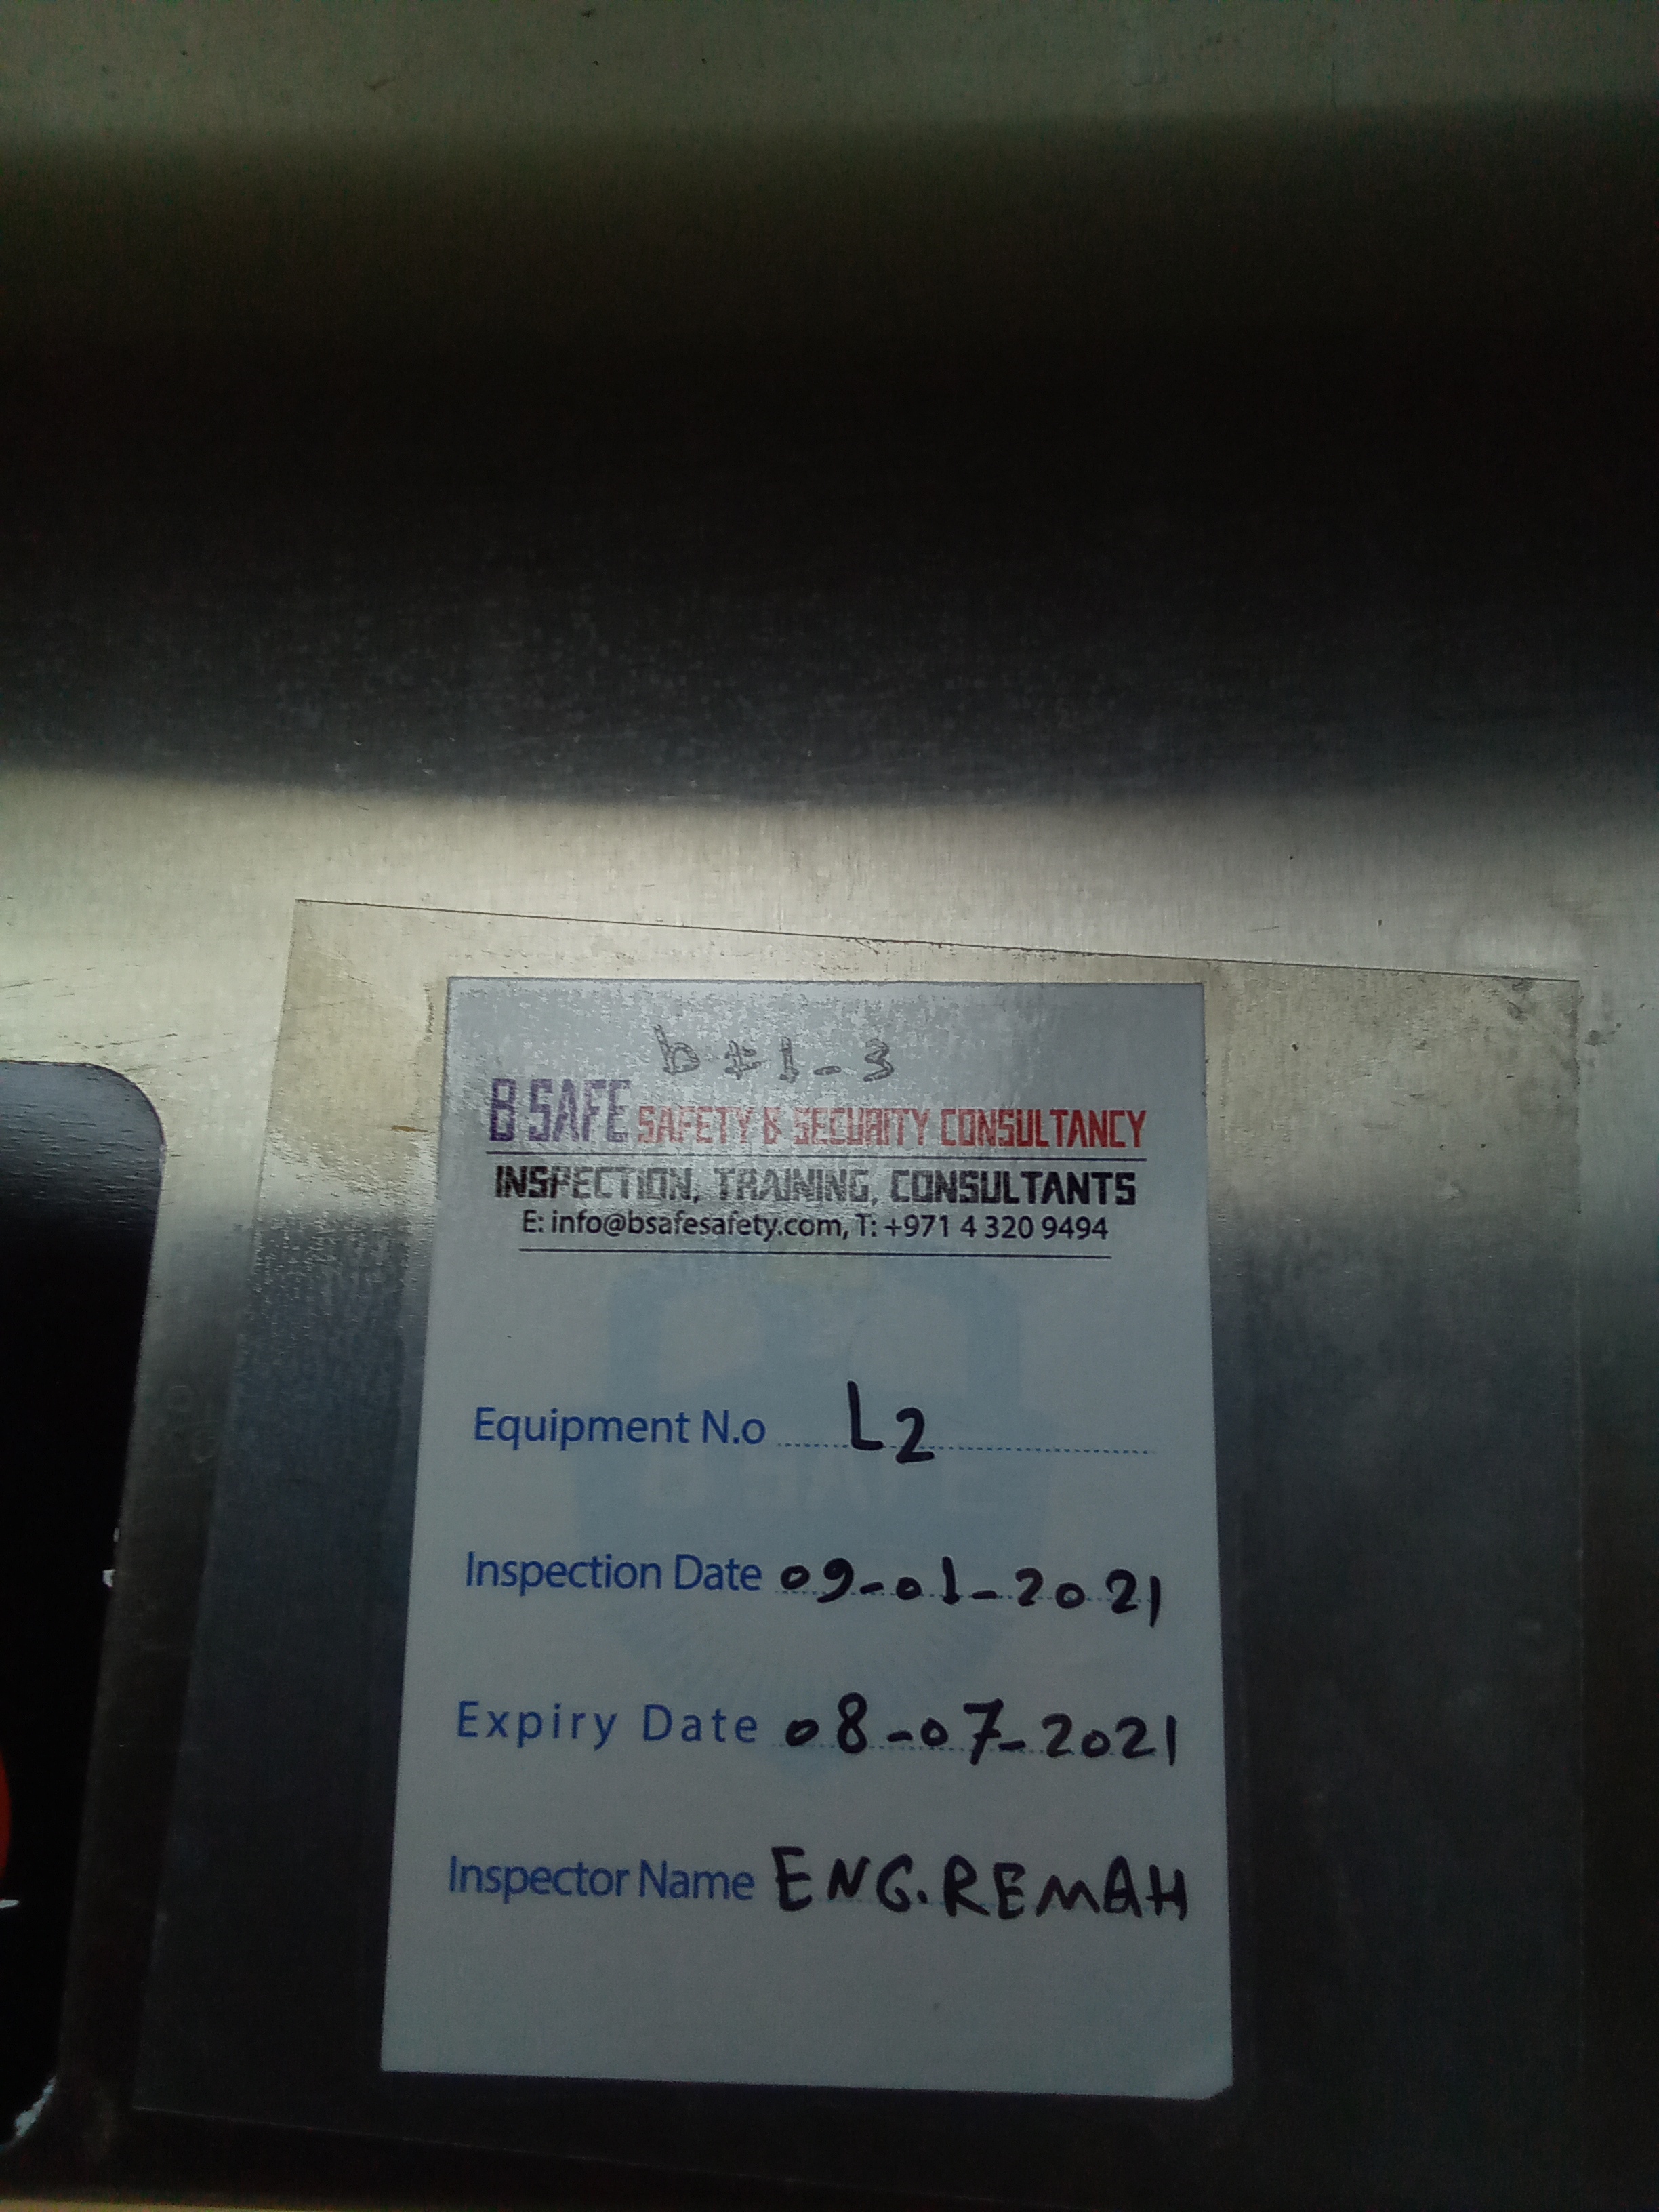 b # 1 - 3
B SAFE SAFETY & SECURITY CONSULTANCY
INSPECTION, TRAINING, CONSULTANTS
E: info@bsafesafety.com, T: +971 4 320 9494
Equipment N.o L2
Inspection Date 09-01-2021
Expiry Date 08-07-2021
Inspector Name ENG.REMAH